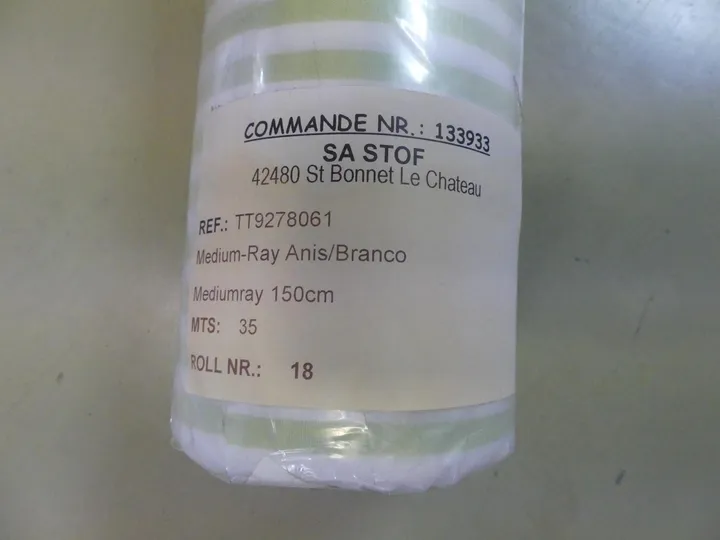 COMMANDE NR.: 133933
SA STOF
42480 St Bonnet Le Chateau
REF.: TT9278061
Medium-Ray Anis/Branco
Mediumray 150cm
MTS: 35
ROLL NR.: 18